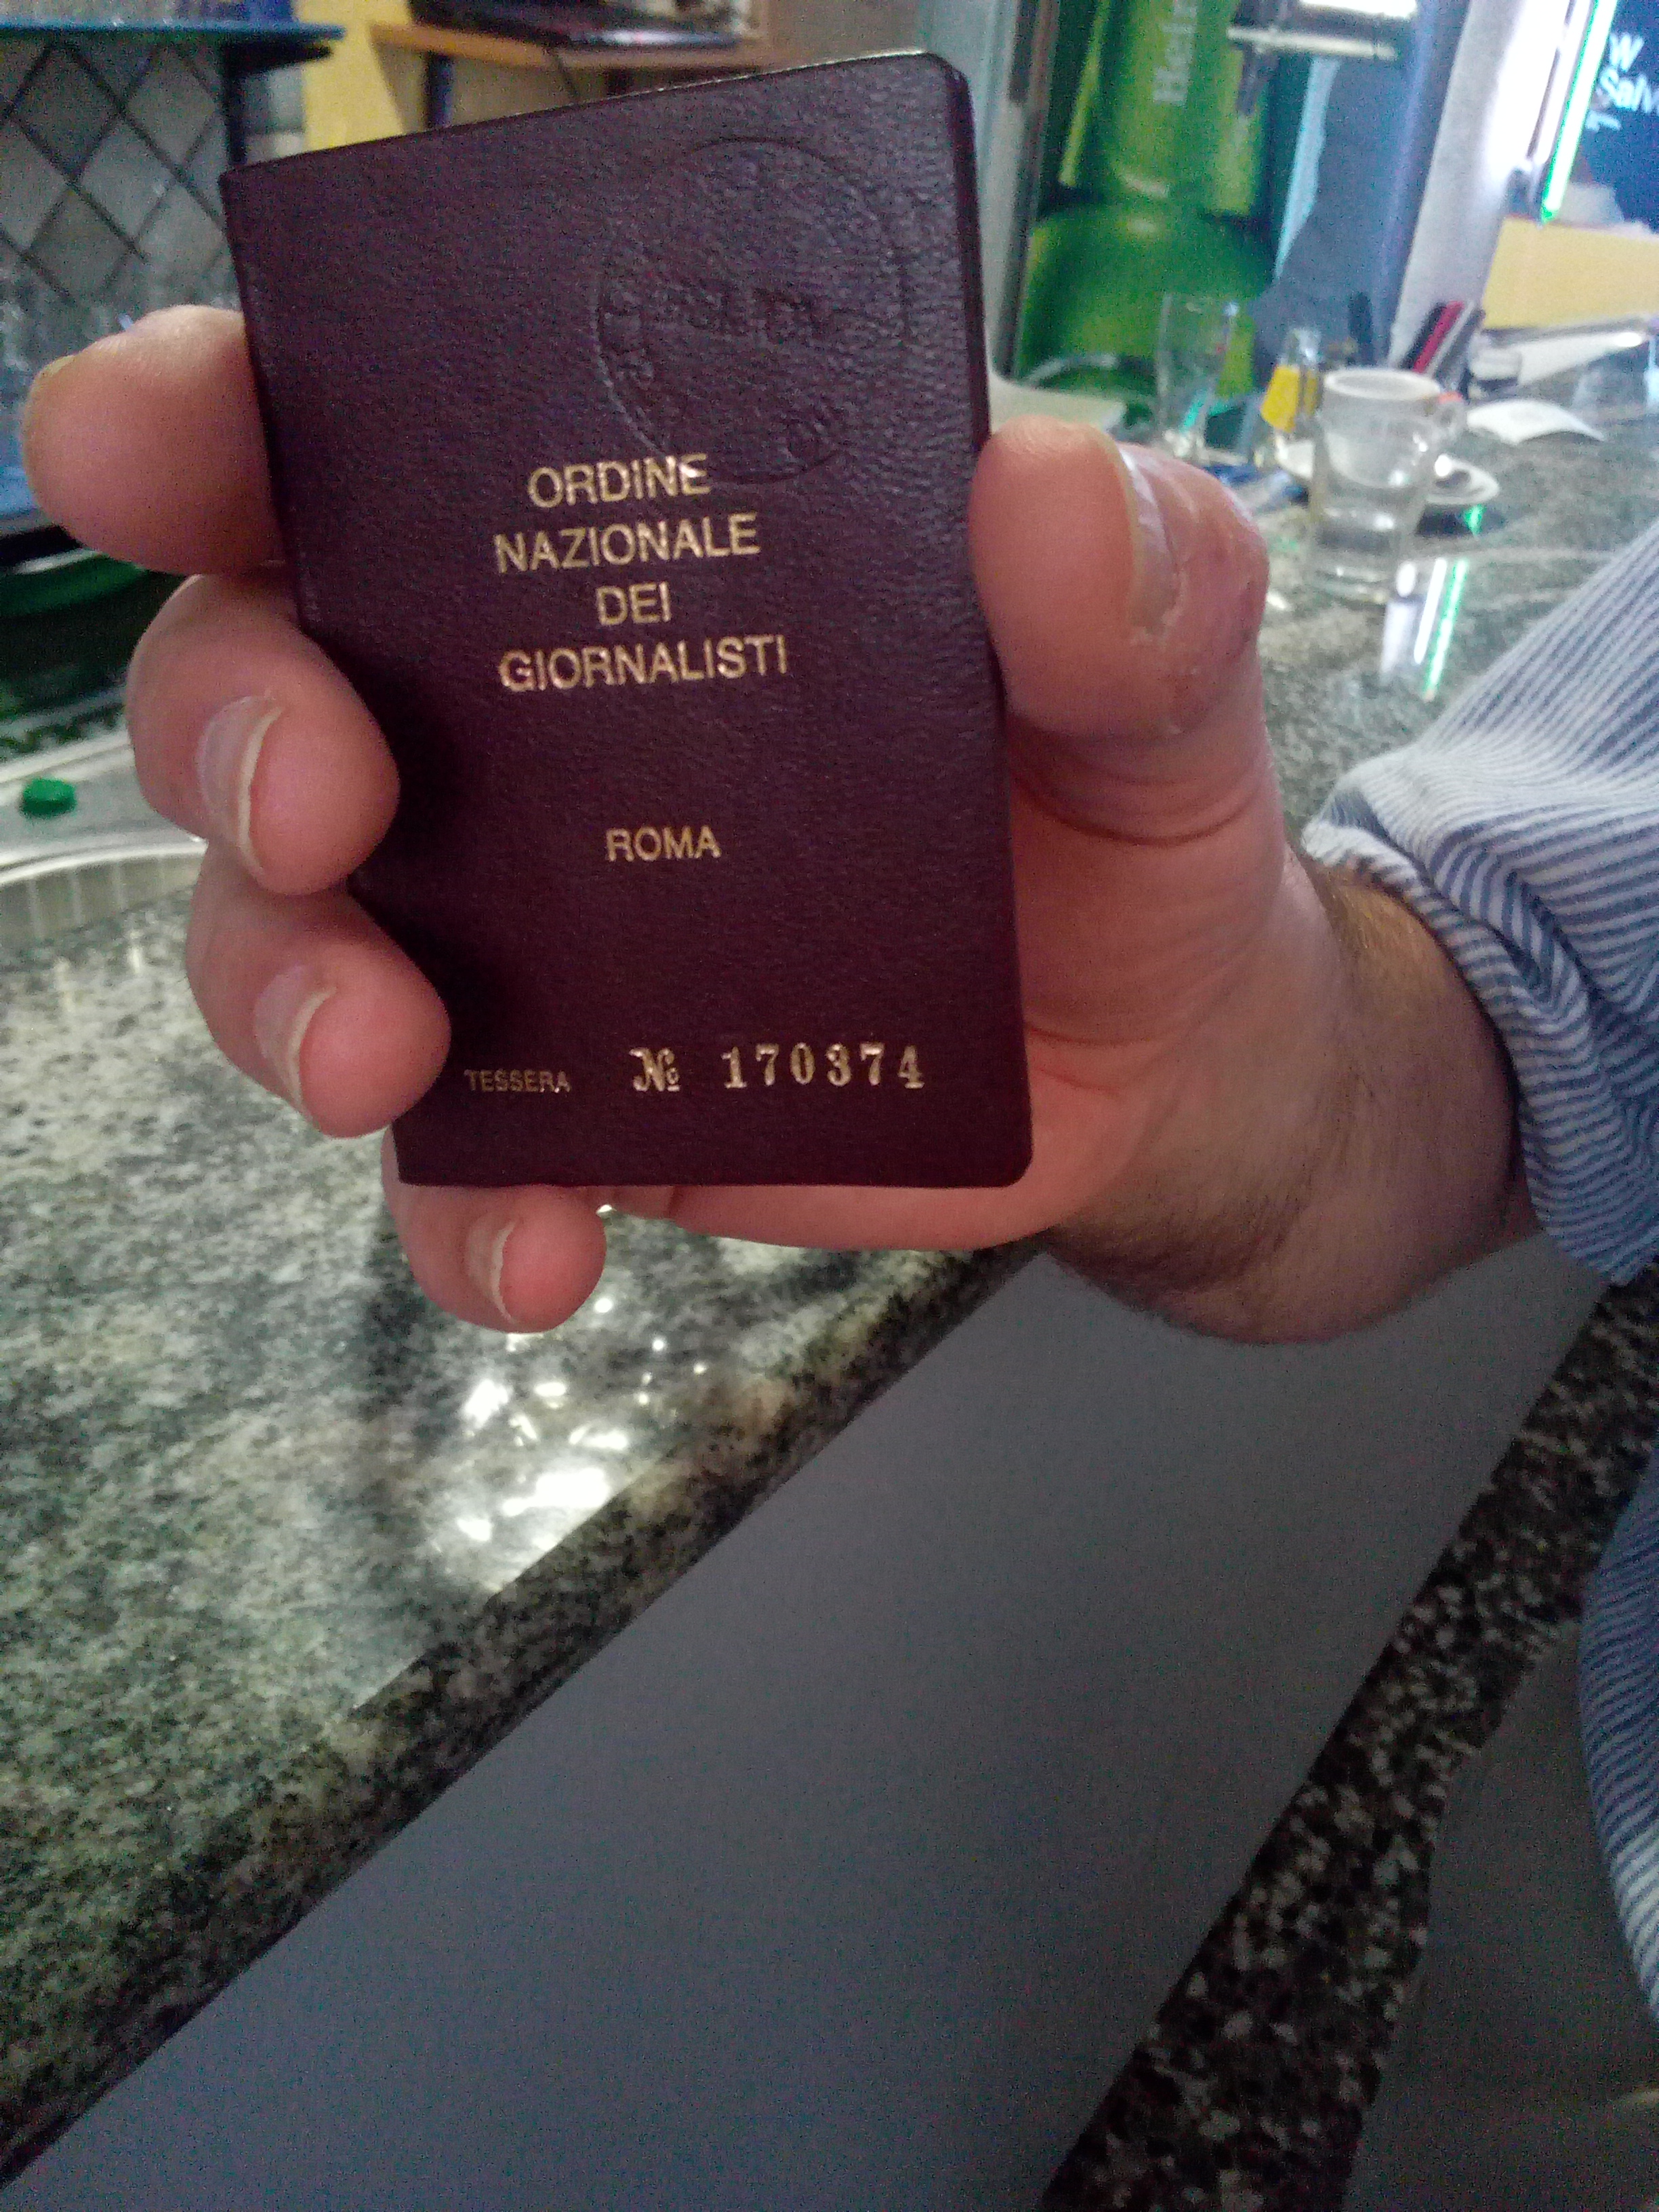 ORDINE
NAZIONALE
DEI
GIORNALISTI
ROMA
TESSERA № 170374